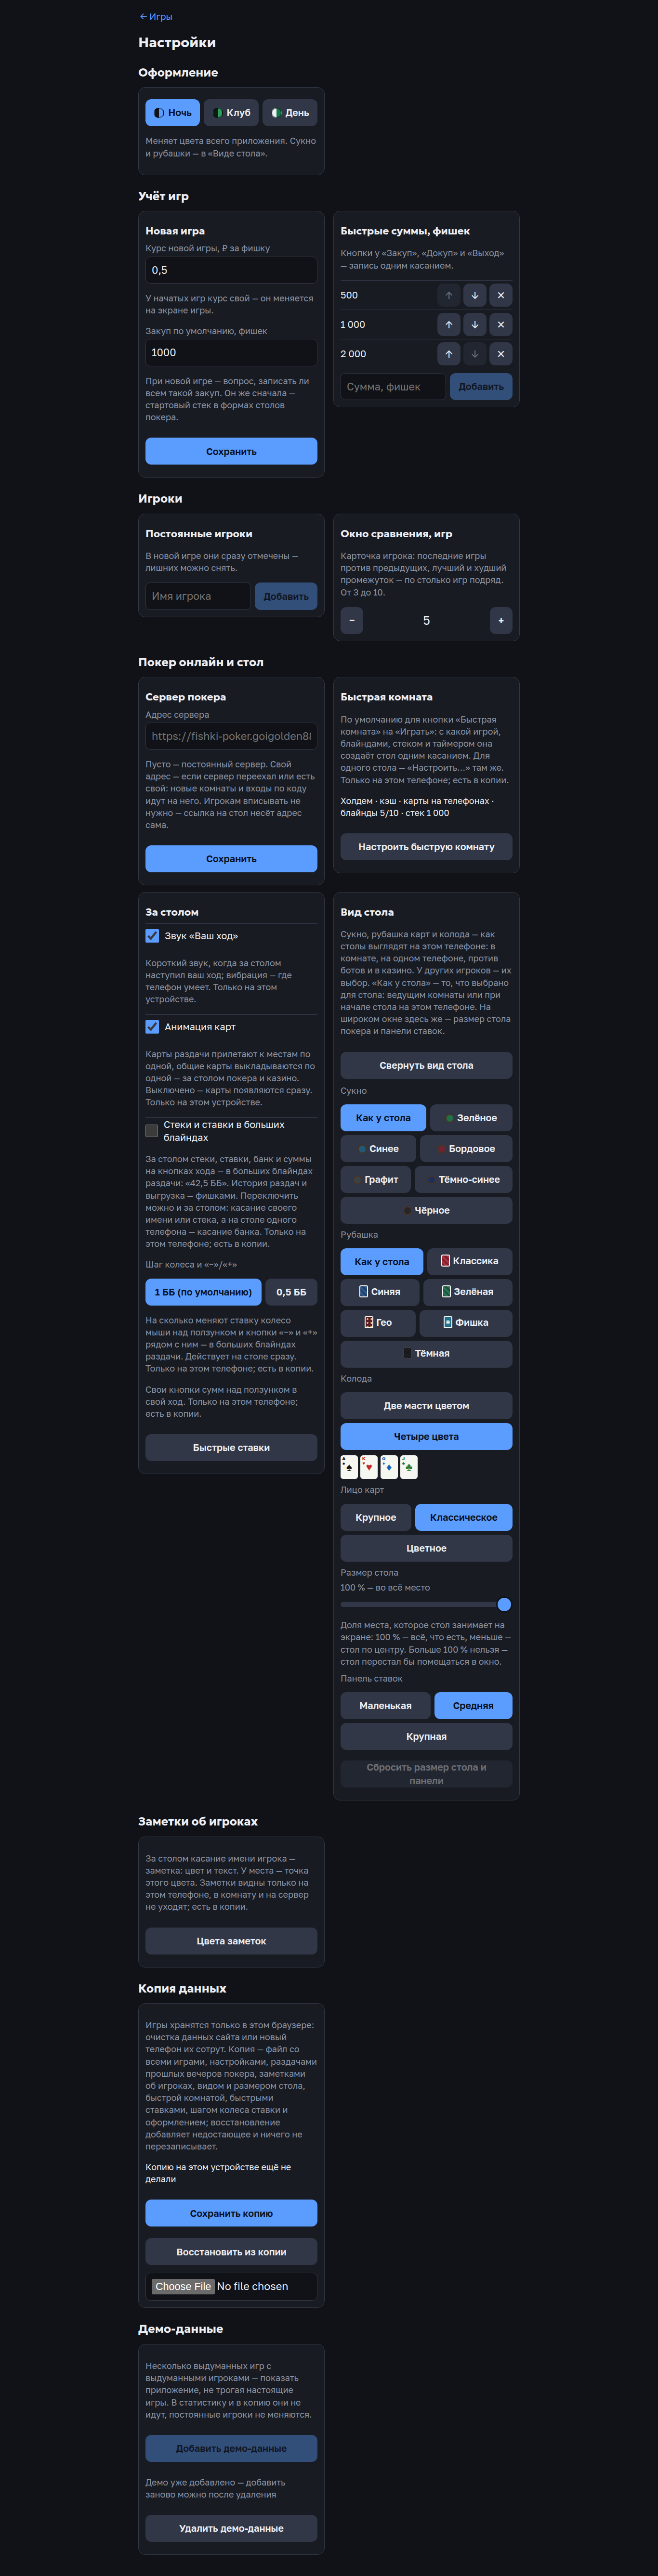 ← Игры
Настройки
Оформление
Ночь
Клуб
День
Меняет цвета всего приложения. Сукно
и рубашки — в «Виде стола».
Учёт игр
Новая игра
Курс новой игры, ₽ за фишку
0,5
У начатых игр курс свой — он меняется
на экране игры.
Закуп по умолчанию, фишек
1000
При новой игре — вопрос, записать ли
всем такой закуп. Он же сначала —
стартовый стек в формах столов
покера.
Сохранить
Быстрые суммы, фишек
Кнопки у «Закуп», «Докуп» и «Выход»
— запись одним касанием.
500 ↑ ↓ ✕
1 000 ↑ ↓ ✕
2 000 ↑ ↓ ✕
Сумма, фишек
Добавить
Игроки
Постоянные игроки
В новой игре они сразу отмечены —
лишних можно снять.
Имя игрока
Добавить
Окно сравнения, игр
Карточка игрока: последние игры
против предыдущих, лучший и худший
промежуток — по столько игр подряд.
От 3 до 10.
− 5 +
Покер онлайн и стол
Сервер покера
Адрес сервера
https://fishki-poker.goigolden8
Пусто — постоянный сервер. Свой
адрес — если сервер переехал или есть
свой: новые комнаты и входы по коду
идут на него. Игрокам вписывать не
нужно — ссылка на стол несёт адрес
сама.
Сохранить
Быстрая комната
По умолчанию для кнопки «Быстрая
комната» на «Играть»: с какой игрой,
блайндами, стеком и таймером она
создаёт стол одним касанием. Для
одного стола — «Настроить…» там же.
Только на этом телефоне; есть в копии.
Холдем · кэш · карты на телефонах ·
блайнды 5/10 · стек 1 000
Настроить быструю комнату
За столом
Звук «Ваш ход»
Короткий звук, когда за столом
наступил ваш ход; вибрация — где
телефон умеет. Только на этом
устройстве.
Анимация карт
Карты раздачи прилетают к местам по
одной, общие карты выкладываются по
одной — за столом покера и казино.
Выключено — карты появляются сразу.
Только на этом устройстве.
Стеки и ставки в больших
блайндах
За столом стеки, ставки, банк и суммы
на кнопках хода — в больших блайндах
раздачи: «42,5 ББ». История раздач и
выгрузка — фишками. Переключить
можно и за столом: касание своего
имени или стека, а на столе одного
телефона — касание банка. Только на
этом телефоне; есть в копии.
Шаг колеса и «−»/«+»
1 ББ (по умолчанию)
0,5 ББ
На сколько меняют ставку колесо
мыши над ползунком и кнопки «−» и «+»
рядом с ним — в больших блайндах
раздачи. Действует на столе сразу.
Только на этом телефоне; есть в копии.
Свои кнопки сумм над ползунком в
свой ход. Только на этом телефоне;
есть в копии.
Быстрые ставки
Вид стола
Сукно, рубашка карт и колода — как
столы выглядят на этом телефоне: в
комнате, на одном телефоне, против
ботов и в казино. У других игроков — их
выбор. «Как у стола» — то, что выбрано
для стола: ведущим комнаты или при
начале стола на этом телефоне. На
широком окне здесь же — размер стола
покера и панели ставок.
Свернуть вид стола
Сукно
Как у стола
Зелёное
Синее
Бордовое
Графит
Тёмно-синее
Чёрное
Рубашка
Как у стола
Классика
Синяя
Зелёная
Гео
Фишка
Тёмная
Колода
Две масти цветом
Четыре цвета
Лицо карт
Крупное
Классическое
Цветное
Размер стола
100 % — во всё место
Доля места, которое стол занимает на
экране: 100 % — всё, что есть, меньше —
стол по центру. Больше 100 % нельзя —
стол перестал бы помещаться в окно.
Панель ставок
Маленькая
Средняя
Крупная
Сбросить размер стола и
панели
Заметки об игроках
За столом касание имени игрока —
заметка: цвет и текст. У места — точка
этого цвета. Заметки видны только на
этом телефоне, в комнату и на сервер
не уходят; есть в копии.
Цвета заметок
Копия данных
Игры хранятся только в этом браузере:
очистка данных сайта или новый
телефон их сотрут. Копия — файл со
всеми играми, настройками, раздачами
прошлых вечеров покера, заметками
об игроках, видом и размером стола,
быстрой комнатой, быстрыми
ставками, шагом колеса ставки и
оформлением; восстановление
добавляет недостающее и ничего не
перезаписывает.
Копию на этом устройстве ещё не
делали
Сохранить копию
Восстановить из копии
Choose File No file chosen
Демо-данные
Несколько выдуманных игр с
выдуманными игроками — показать
приложение, не трогая настоящие
игры. В статистику и в копию они не
идут, постоянные игроки не меняются.
Добавить демо-данные
Демо уже добавлено — добавить
заново можно после удаления
Удалить демо-данные